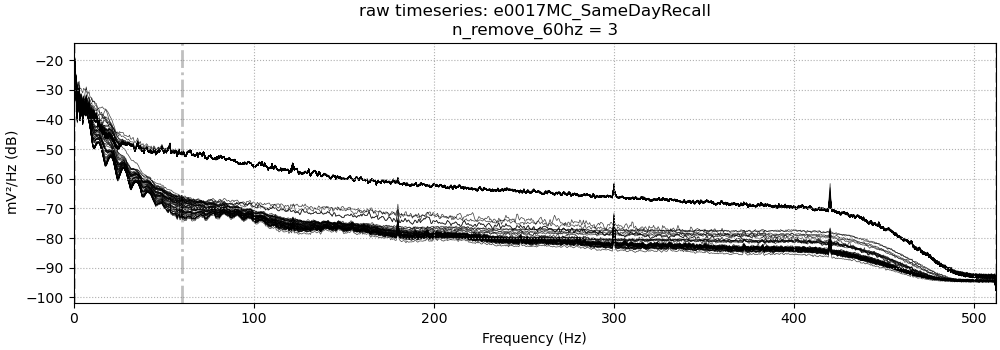 raw timeseries: e0017MC_SameDayRecall
n_remove_60hz = 3
−20
−30
−40
−50
−60
−70
−80
−90
−100
mV²/Hz (dB)
0 100 200 300 400 500
Frequency (Hz)